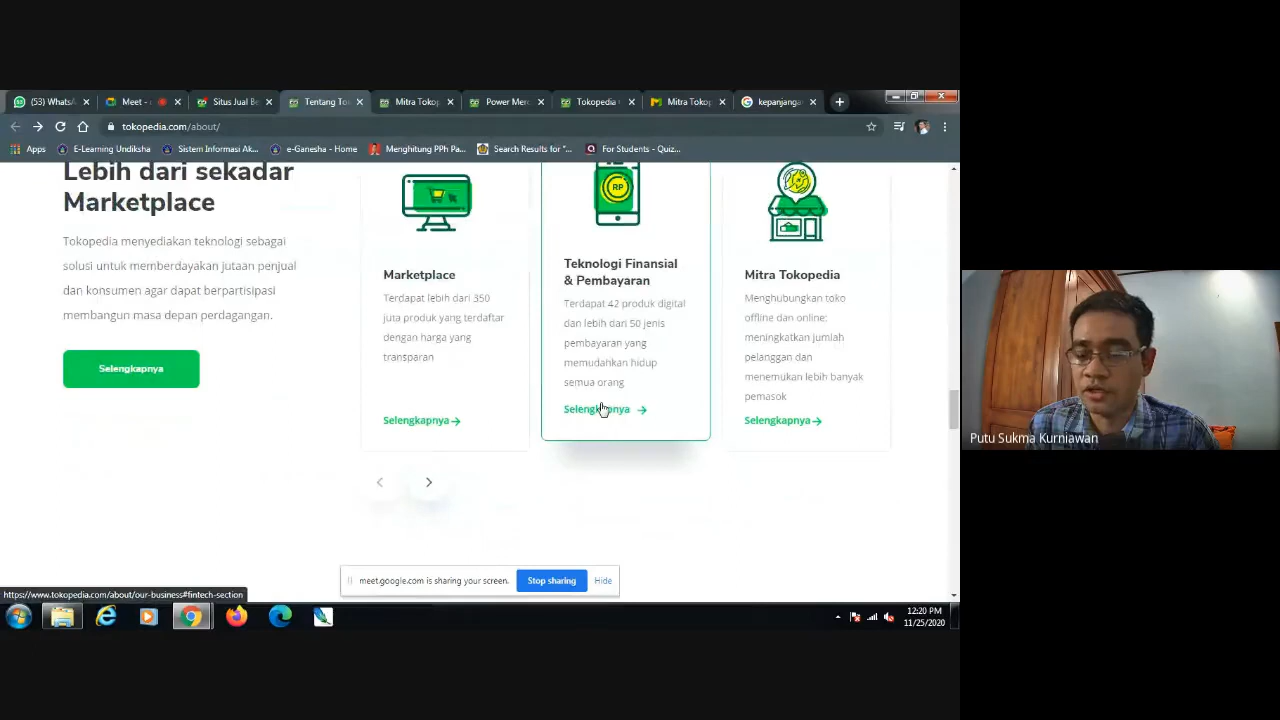 (53) WhatsA
Meet -
Situs Jual Be
Tentang To
Mitra Tokop
Power Merc
Tokopedia
Mitra Tokop
kepanjangan
tokopedia.com/about/
Apps
E-Learning Undiksha
Sistem Informasi Ak...
e-Ganesha - Home
Menghitung PPh Pa...
Search Results for "...
For Students - Quiz...
Lebih dari sekadar
Marketplace
Tokopedia menyediakan teknologi sebagai
solusi untuk memberdayakan jutaan penjual
dan konsumen agar dapat berpartisipasi
membangun masa depan perdagangan.
Selengkapnya
Marketplace
Terdapat lebih dari 350
juta produk yang terdaftar
dengan harga yang
transparan
Selengkapnya
RP
Teknologi Finansial
& Pembayaran
Terdapat 42 produk digital
dan lebih dari 50 jenis
pembayaran yang
memudahkan hidup
semua orang
Selengkapnya
Mitra Tokopedia
Menghubungkan toko
offline dan online:
meningkatkan jumlah
pelanggan dan
menemukan lebih banyak
pemasok
Selengkapnya
meet.google.com is sharing your screen.
Stop sharing
Hide
https://www.tokopedia.com/about/our-business#fintech-section
12:20 PM
11/25/2020
Putu Sukma Kurniawan